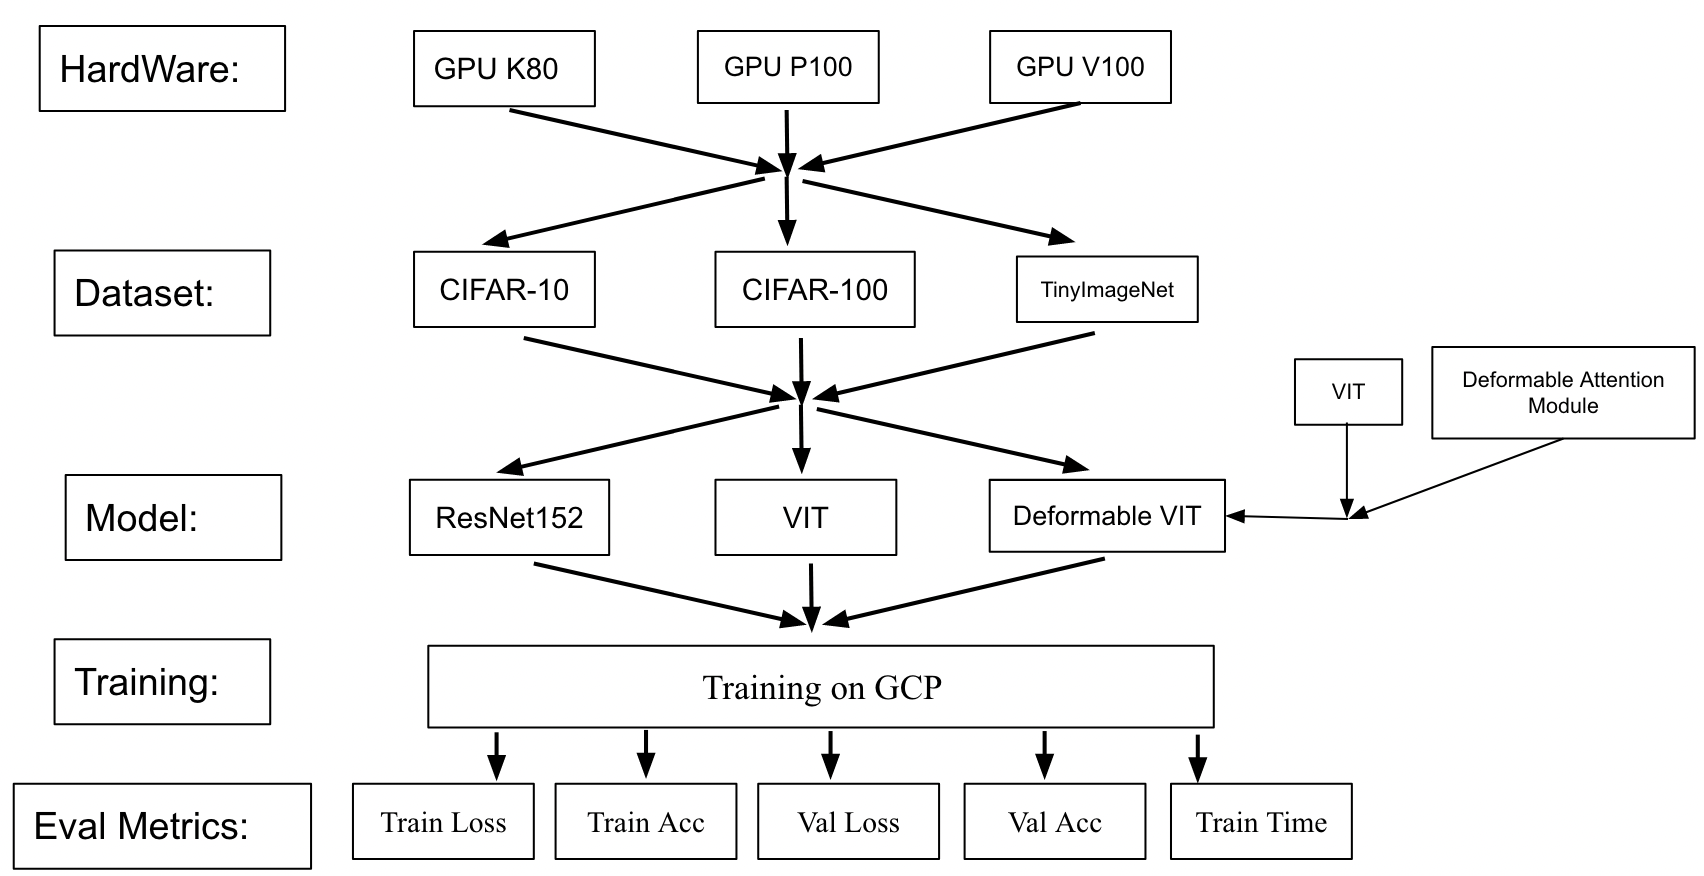 HardWare:
GPU K80
GPU P100
GPU V100
Dataset:
CIFAR-10
CIFAR-100
TinyImageNet
VIT
Deformable Attention
Module
Model:
ResNet152
VIT
Deformable VIT
Training:
Training on GCP
Eval Metrics:
Train Loss
Train Acc
Val Loss
Val Acc
Train Time